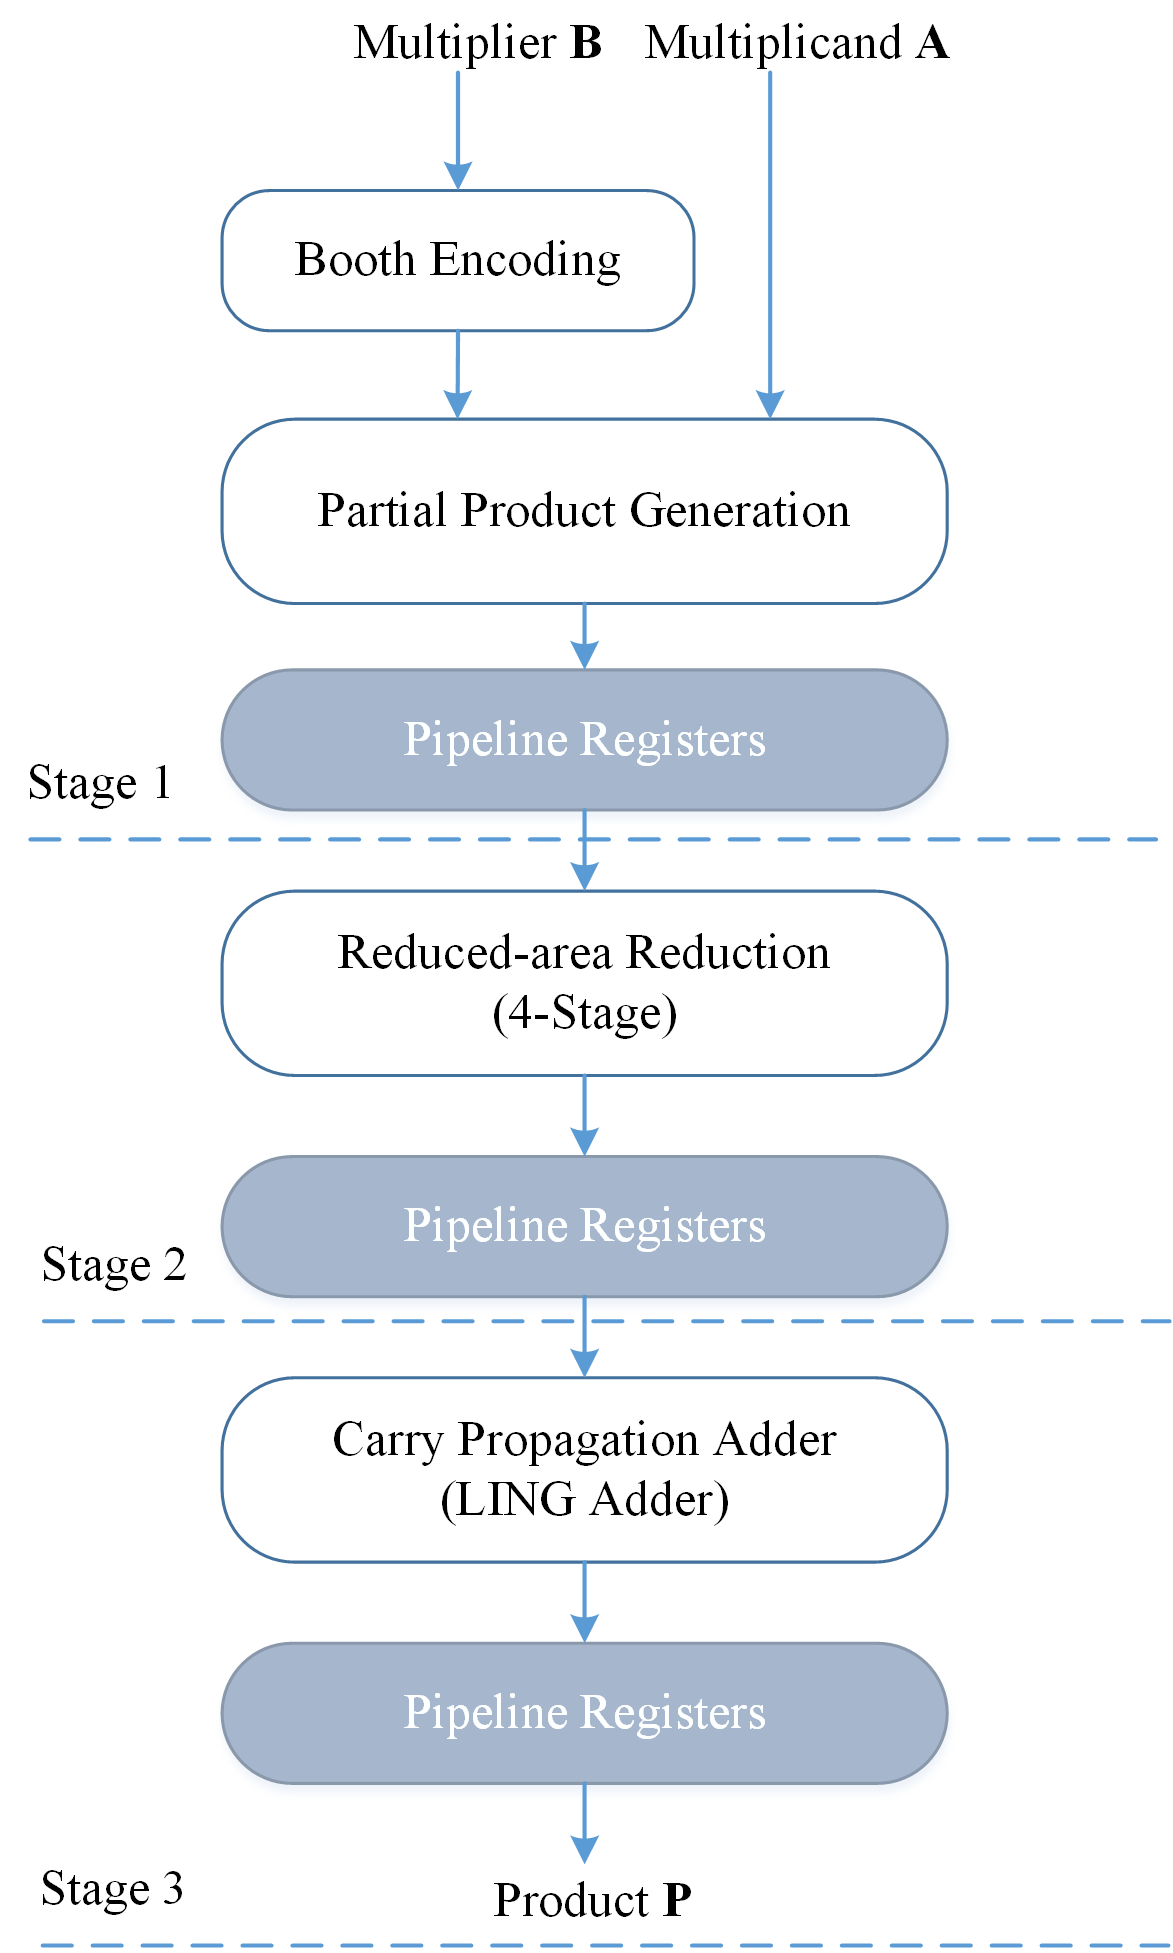 Multiplier B Multiplicand A
Booth Encoding
Partial Product Generation
Pipeline Registers
Stage 1
Reduced-area Reduction
(4-Stage)
Pipeline Registers
Stage 2
Carry Propagation Adder
(LING Adder)
Pipeline Registers
Stage 3
Product P